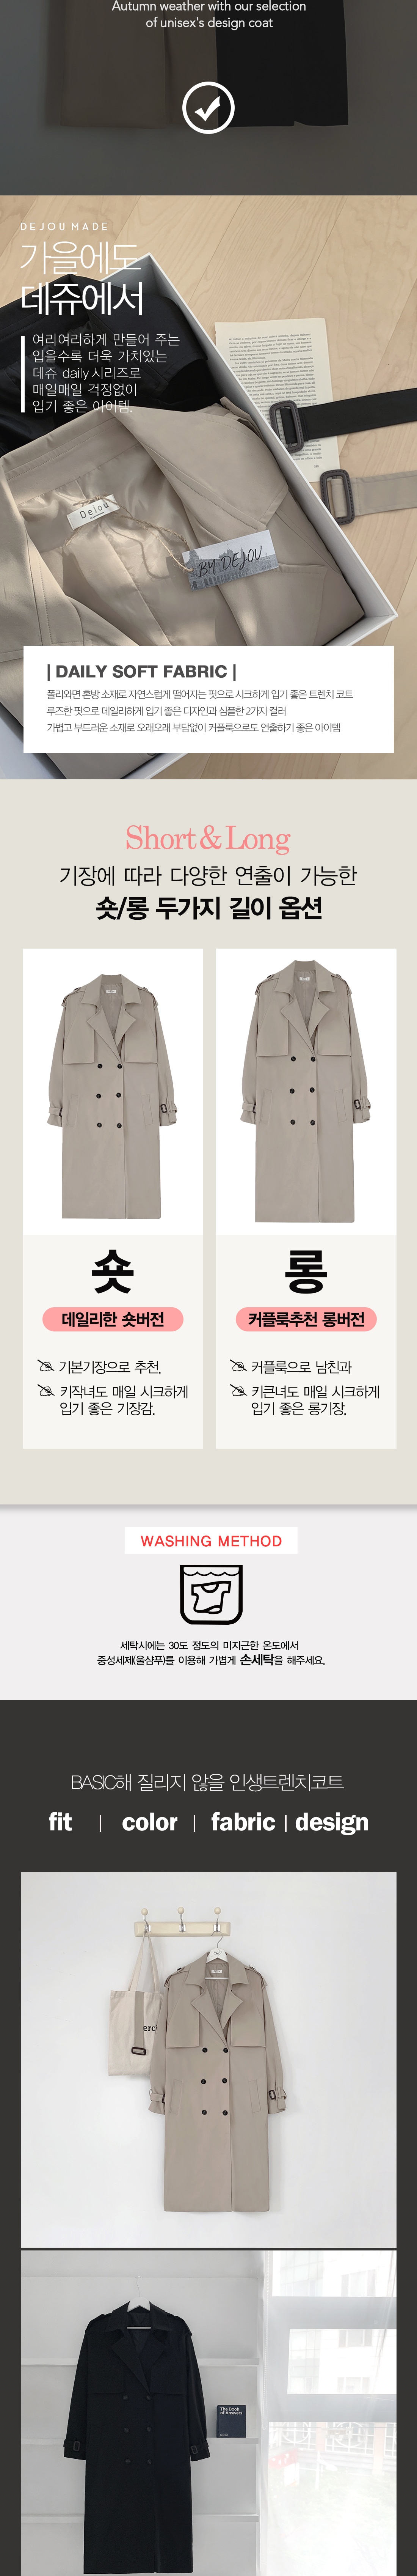 Autumn weather with our selection
of unisex's design coat
DEJOU MADE
가을에도
데쥬에서
여리여리하게 만들어 주는
입을수록 더욱 가치있는
데쥬 daily시리즈로
매일매일 걱정없이
입기 좋은 아이템.
Dejou
BY DEJOU
| DAILY SOFT FABRIC |
폴리와면 혼방 소재로 자연스럽게 떨어지는 핏으로 시크하게 입기 좋은 트렌치 코트
루즈한 핏으로 데일리하게 입기 좋은 디자인과 심플한 2가지 컬러
가볍고 부드러운 소재로 오래오래 부담없이 커플룩으로도 연출하기 좋은 아이템
Short & Long
기장에 따라 다양한 연출이 가능한
숏/롱 두가지 길이 옵션
숏
데일리한 숏버전
기본기장으로 추천.
키작녀도 매일 시크하게
입기 좋은 기장감.
롱
커플룩추천 롱버전
커플룩으로 남친과
키큰녀도 매일 시크하게
입기 좋은 롱기장.
WASHING METHOD
세탁시에는 30도 정도의 미지근한 온도에서
중성세제(울샴푸)를 이용해 가볍게 손세탁을 해주세요.
BASIC해 질리지 않을 인생트렌치코트
fit | color | fabric | design
erc
The Book
of Answers